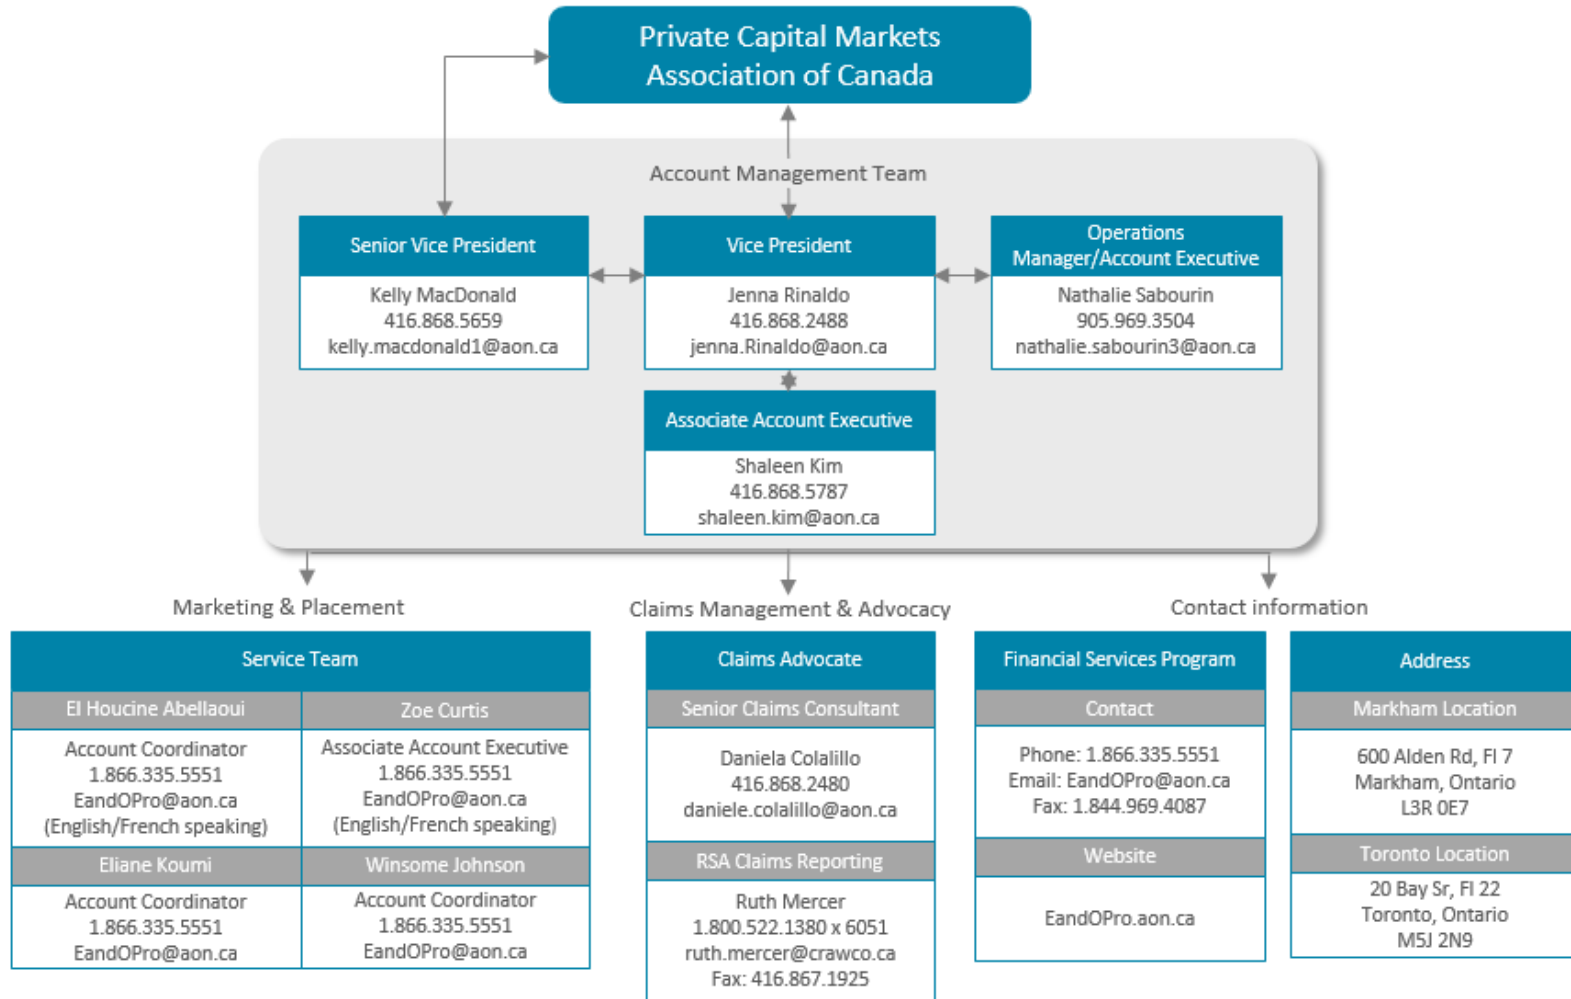 Private Capital Markets
Association of Canada
Account Management Team
Senior Vice President
Kelly MacDonald
416.868.5659
kelly.macdonald1@aon.ca
Vice President
Jenna Rinaldo
416.868.2488
jenna.Rinaldo@aon.ca
Operations
Manager/Account Executive
Nathalie Sabourin
905.969.3504
nathalie.sabourin3@aon.ca
Associate Account Executive
Shaleen Kim
416.868.5787
shaleen.kim@aon.ca
Marketing & Placement
Service Team
El Houcine Abellaoui
Account Coordinator
1.866.335.5551
EandOPro@aon.ca
(English/French speaking)
Zoe Curtis
Associate Account Executive
1.866.335.5551
EandOPro@aon.ca
(English/French speaking)
Eliane Koumi
Account Coordinator
1.866.335.5551
EandOPro@aon.ca
Winsome Johnson
Account Coordinator
1.866.335.5551
EandOPro@aon.ca
Claims Management & Advocacy
Claims Advocate
Senior Claims Consultant
Daniela Colalillo
416.868.2480
daniele.colalillo@aon.ca
RSA Claims Reporting
Ruth Mercer
1.800.522.1380 x 6051
ruth.mercer@crawco.ca
Fax: 416.867.1925
Contact information
Financial Services Program
Contact
Phone: 1.866.335.5551
Email: EandOPro@aon.ca
Fax: 1.844.969.4087
Website
EandOPro.aon.ca
Address
Markham Location
600 Alden Rd, Fl 7
Markham, Ontario
L3R 0E7
Toronto Location
20 Bay Sr, Fl 22
Toronto, Ontario
M5J 2N9